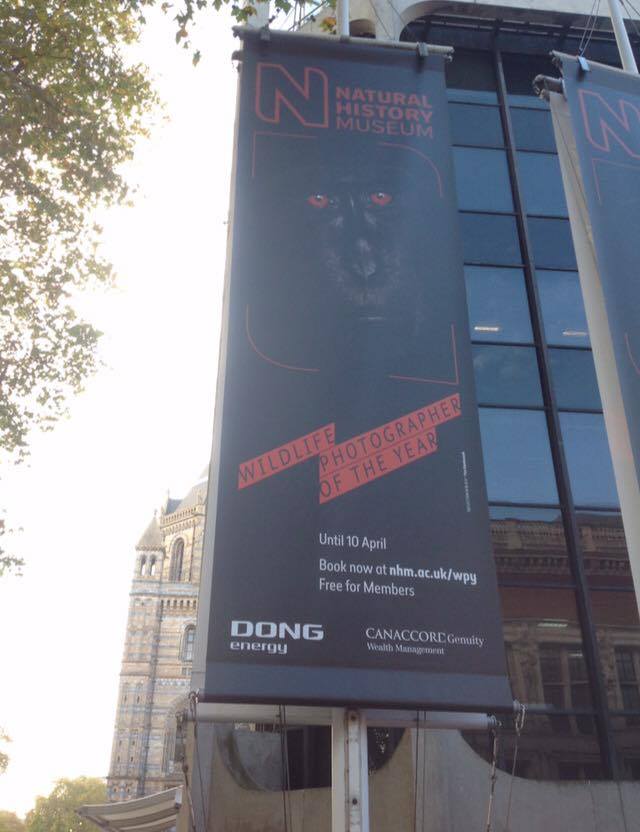 N NATURAL
HISTORY
MUSEUM
WILDLIFE PHOTOGRAPHER
OF THE YEAR
Until 10 April
Book now at nhm.ac.uk/wpy
Free for Members
DONG
energy
CANACCORD Genuity
Wealth Management
N